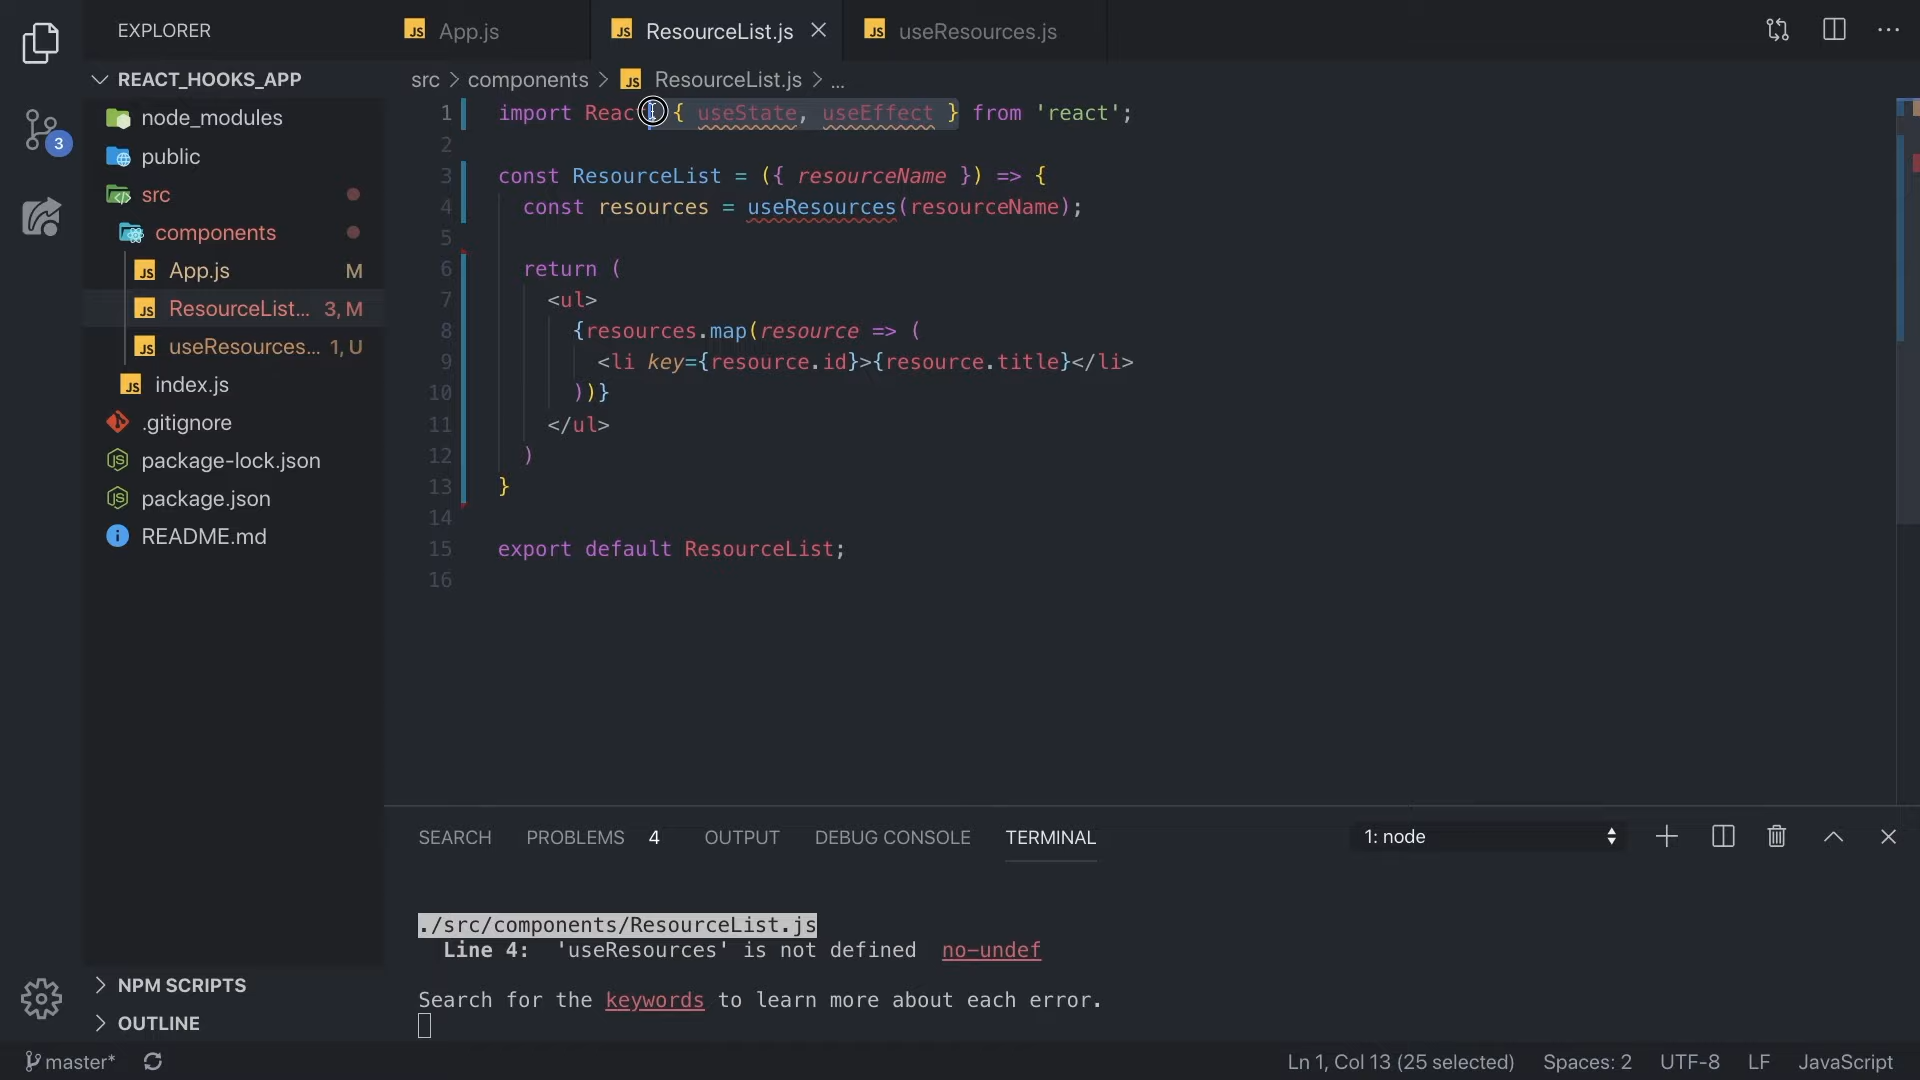 EXPLORER
REACT_HOOKS_APP
node_modules
public
src
components
App.js M
ResourceList... 3, M
useResources... 1, U
index.js
.gitignore
package-lock.json
package.json
README.md
NPM SCRIPTS
OUTLINE
3
App.js
ResourceList.js
useResources.js
src > components > ResourceList.js > ...
1 import React, { useState, useEffect } from 'react';
2
3 const ResourceList = ({ resourceName }) => {
4 const resources = useResources(resourceName);
5
6 return (
7 <ul>
8 {resources.map(resource => (
9 <li key={resource.id}>{resource.title}</li>
10 ))}
11 </ul>
12 )
13 }
14
15 export default ResourceList;
16
SEARCH PROBLEMS 4 OUTPUT DEBUG CONSOLE TERMINAL 1: node
./src/components/ResourceList.js
Line 4: 'useResources' is not defined no-undef
Search for the keywords to learn more about each error.
master* Ln 1, Col 13 (25 selected) Spaces: 2 UTF-8 LF JavaScript